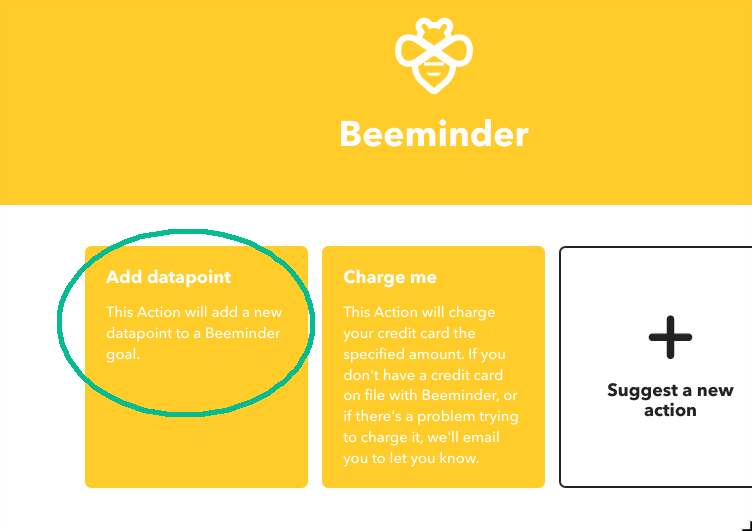 Beeminder
Add datapoint
This Action will add a new
datapoint to a Beeminder
goal.
Charge me
This Action will charge
your credit card the
specified amount. If you
don't have a credit card
on file with Beeminder, or
if there's a problem trying
to charge it, we'll email
you to let you know.
Suggest a new
action